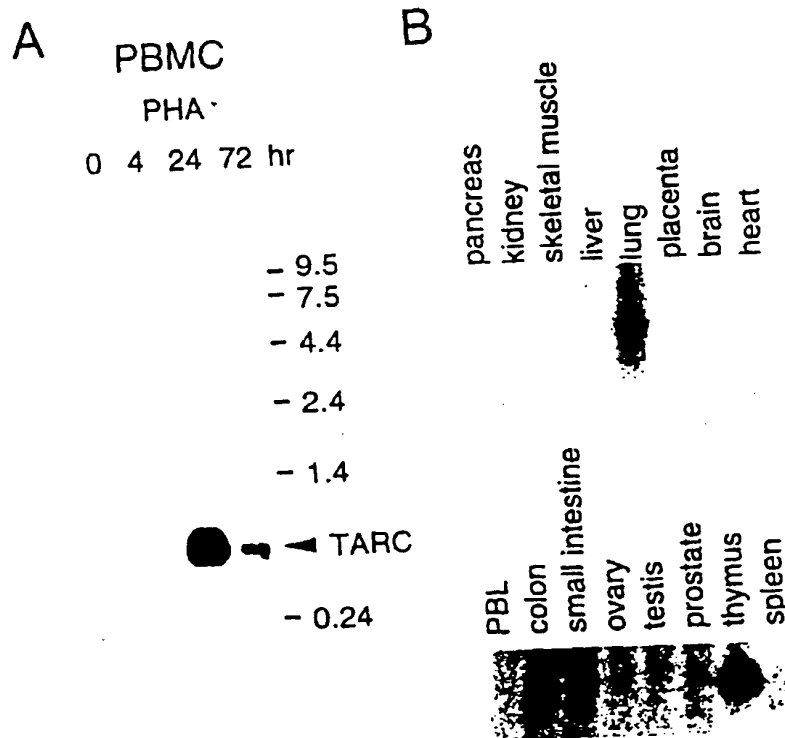 A
PBMC
PHA
0 4 24 72 hr
- 9.5
- 7.5
- 4.4
- 2.4
- 1.4
TARC
- 0.24
B
pancreas
kidney
skeletal muscle
liver
lung
placenta
brain
heart
PBL
colon
small intestine
ovary
testis
prostate
thymus
spleen